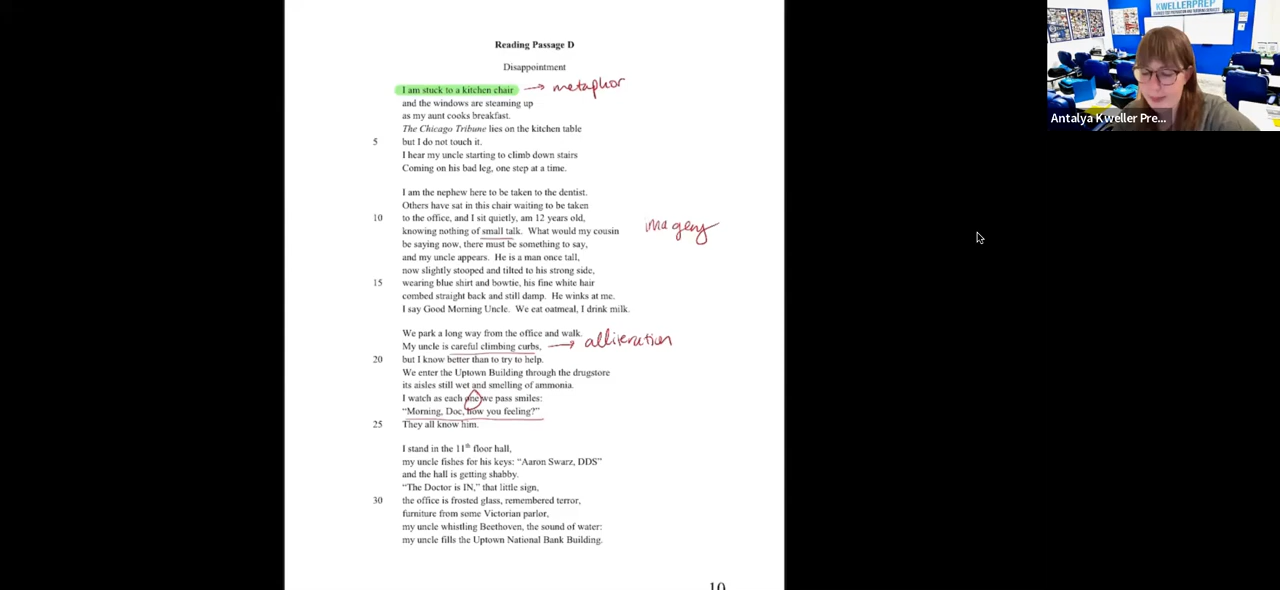 Reading Passage D
Disappointment
I am stuck to a kitchen chair → metaphor
and the windows are steaming up
as my aunt cooks breakfast.
The Chicago Tribune lies on the kitchen table
5 but I do not touch it.
I hear my uncle starting to climb down stairs
Coming on his bad leg, one step at a time.
I am the nephew here to be taken to the dentist.
Others have sat in this chair waiting to be taken
10 to the office, and I sit quietly, am 12 years old,
knowing nothing of small talk. What would my cousin
imagery
be saying now, there must be something to say,
and my uncle appears. He is a man once tall,
now slightly stooped and tilted to his strong side,
15 wearing blue shirt and bowtie, his fine white hair
combed straight back and still damp. He winks at me.
I say Good Morning Uncle. We eat oatmeal, I drink milk.
We park a long way from the office and walk.
My uncle is careful climbing curbs, → alliteration
20 but I know better than to try to help.
We enter the Uptown Building through the drugstore
its aisles still wet and smelling of ammonia.
I watch as each one we pass smiles:
"Morning, Doc, how you feeling?"
25 They all know him.
I stand in the 11th floor hall,
my uncle fishes for his keys: "Aaron Swarz, DDS"
and the hall is getting shabby.
"The Doctor is IN," that little sign,
30 the office is frosted glass, remembered terror,
furniture from some Victorian parlor,
my uncle whistling Beethoven, the sound of water:
my uncle fills the Uptown National Bank Building.
10
KWELLERPREP
Antalya Kweller Pre...